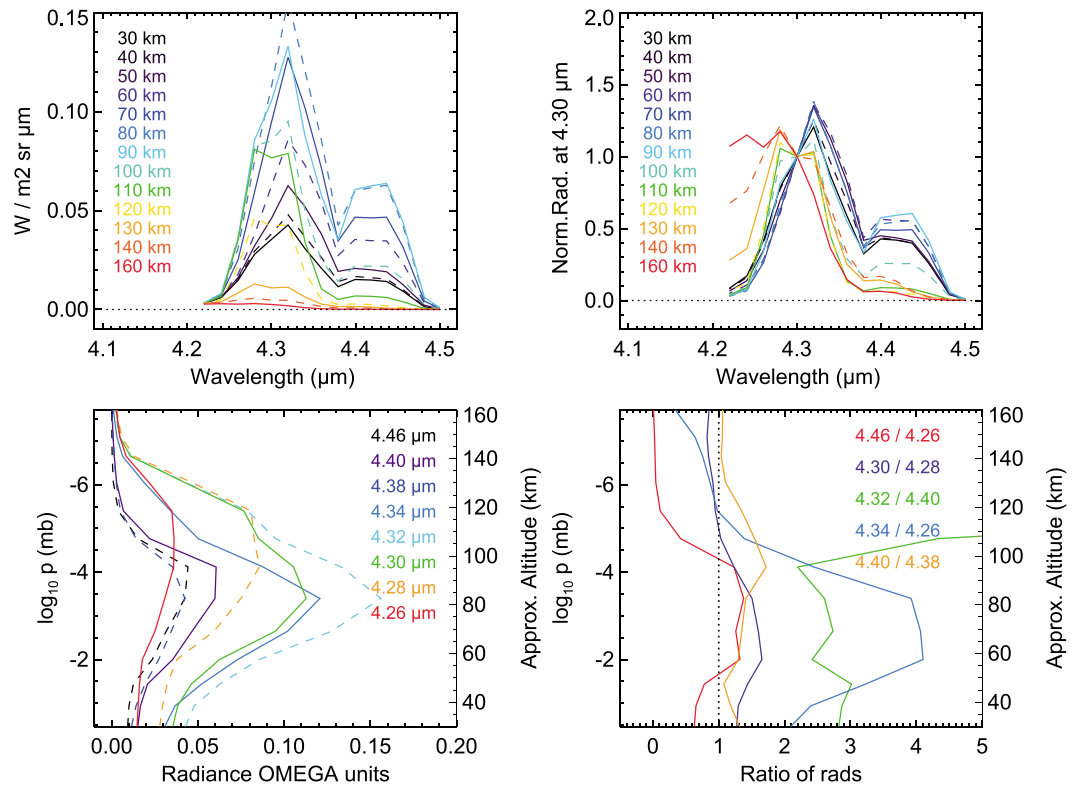 0.15
0.10
0.05
0.00
W / m2 sr μm
30 km
40 km
50 km
60 km
70 km
80 km
90 km
100 km
110 km
120 km
130 km
140 km
160 km
4.1 4.2 4.3 4.4 4.5
Wavelength (μm)
2.0
1.5
1.0
0.5
0.0
Norm.Rad. at 4.30 μm
30 km
40 km
50 km
60 km
70 km
80 km
90 km
100 km
110 km
120 km
130 km
140 km
160 km
4.1 4.2 4.3 4.4 4.5
Wavelength (μm)
-6
-4
-2
log10 p (mb)
4.46 μm
4.40 μm
4.38 μm
4.34 μm
4.32 μm
4.30 μm
4.28 μm
4.26 μm
160
140
120
100
80
60
40
Approx. Altitude (km)
0.00 0.05 0.10 0.15 0.20
Radiance OMEGA units
-6
-4
-2
log10 p (mb)
4.46 / 4.26
4.30 / 4.28
4.32 / 4.40
4.34 / 4.26
4.40 / 4.38
160
140
120
100
80
60
40
Approx. Altitude (km)
0 1 2 3 4 5
Ratio of rads